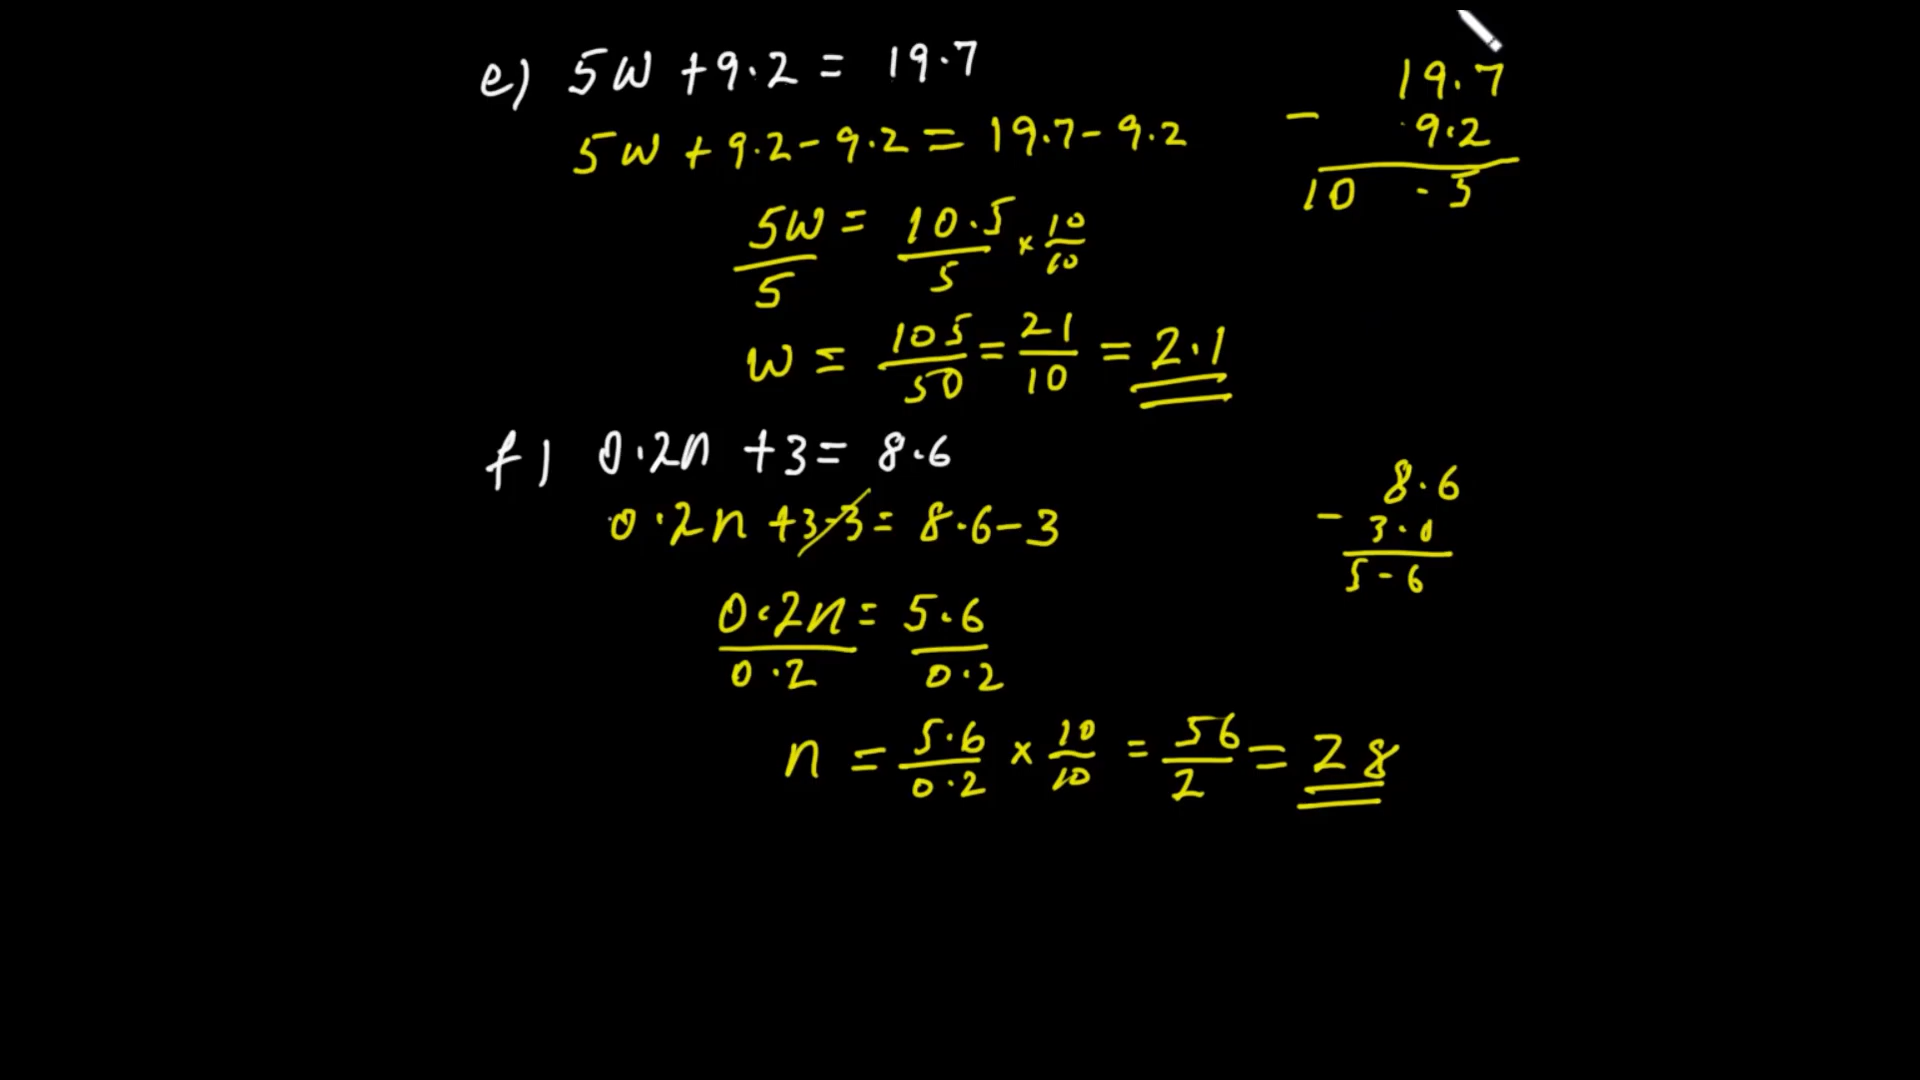 e) 5w + 9.2 = 19.7
5w + 9.2 - 9.2 = 19.7 - 9.2
5w/5 = 10.5/5 × 10/10
w = 105/50 = 21/10 = 2.1
19.7
- 9.2
10.5
f) 0.2n + 3 = 8.6
0.2n + 3 - 3 = 8.6 - 3
0.2n/0.2 = 5.6/0.2
n = 5.6/0.2 × 10/10 = 56/2 = 28
8.6
- 3.0
5.6